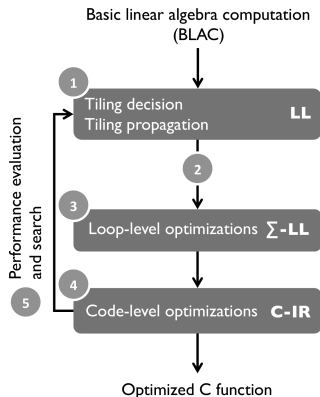 Basic linear algebra computation
(BLAC)
1
Tiling decision
Tiling propagation
LL
2
3
Loop-level optimizations ∑-LL
4
Code-level optimizations C-IR
Performance evaluation
and search
5
Optimized C function